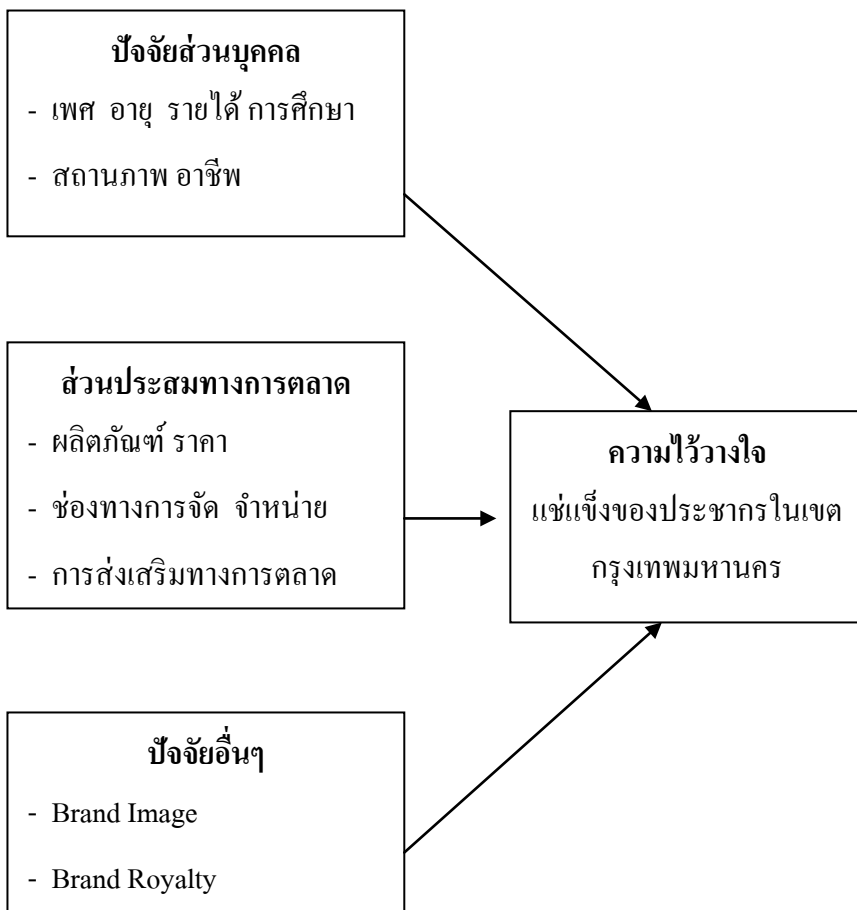 ปัจจัยส่วนบุคคล
- เพศ อายุ รายได้ การศึกษา
- สถานภาพ อาชีพ
ส่วนประสมทางการตลาด
- ผลิตภัณฑ์ ราคา
- ช่องทางการจัด จำหน่าย
- การส่งเสริมทางการตลาด
ความไว้วางใจ
แช่แข็งของประชากรในเขต
กรุงเทพมหานคร
ปัจจัยอื่นๆ
- Brand Image
- Brand Royalty